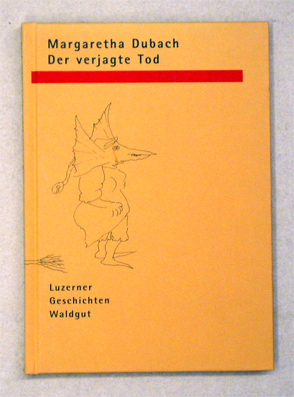 Margaretha Dubach
Der verjagte Tod
Luzerner
Geschichten
Waldgut